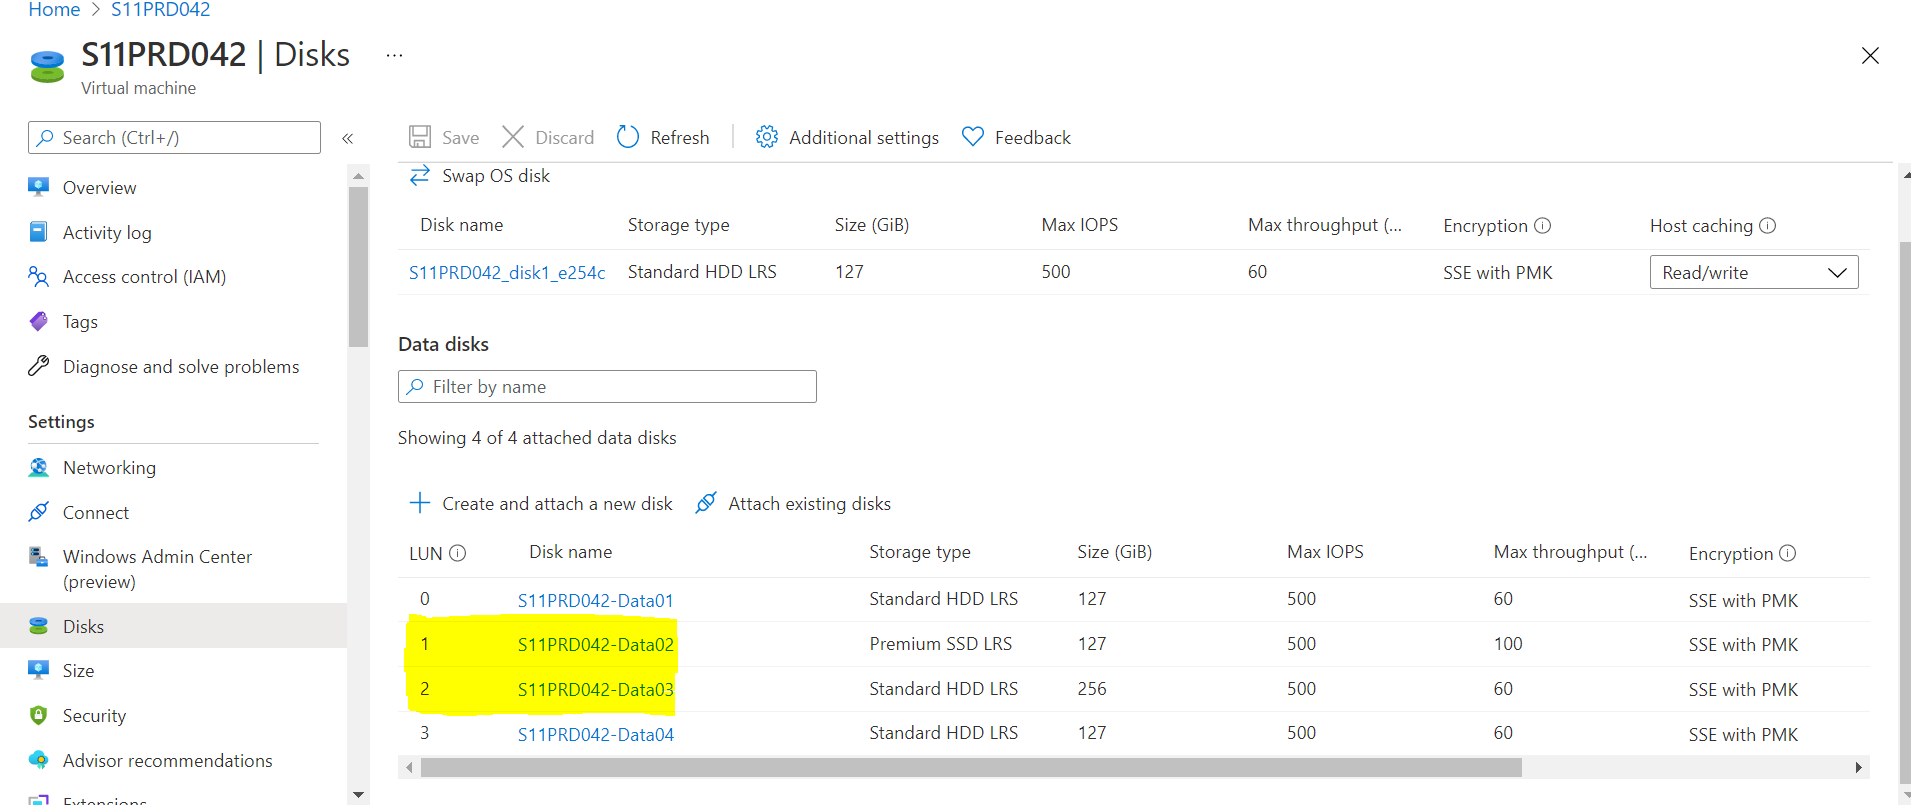 Home > S11PRD042
S11PRD042 | Disks ...
Virtual machine
Search (Ctrl+/) «
Save Discard Refresh Additional settings Feedback
Overview
Activity log
Access control (IAM)
Tags
Diagnose and solve problems
Settings
Networking
Connect
Windows Admin Center
(preview)
Disks
Size
Security
Advisor recommendations
Extensions
Swap OS disk
Disk name Storage type Size (GiB) Max IOPS Max throughput (... Encryption Host caching
S11PRD042_disk1_e254c Standard HDD LRS 127 500 60 SSE with PMK Read/write
Data disks
Filter by name
Showing 4 of 4 attached data disks
Create and attach a new disk Attach existing disks
LUN Disk name Storage type Size (GiB) Max IOPS Max throughput (... Encryption
0 S11PRD042-Data01 Standard HDD LRS 127 500 60 SSE with PMK
1 S11PRD042-Data02 Premium SSD LRS 127 500 100 SSE with PMK
2 S11PRD042-Data03 Standard HDD LRS 256 500 60 SSE with PMK
3 S11PRD042-Data04 Standard HDD LRS 127 500 60 SSE with PMK